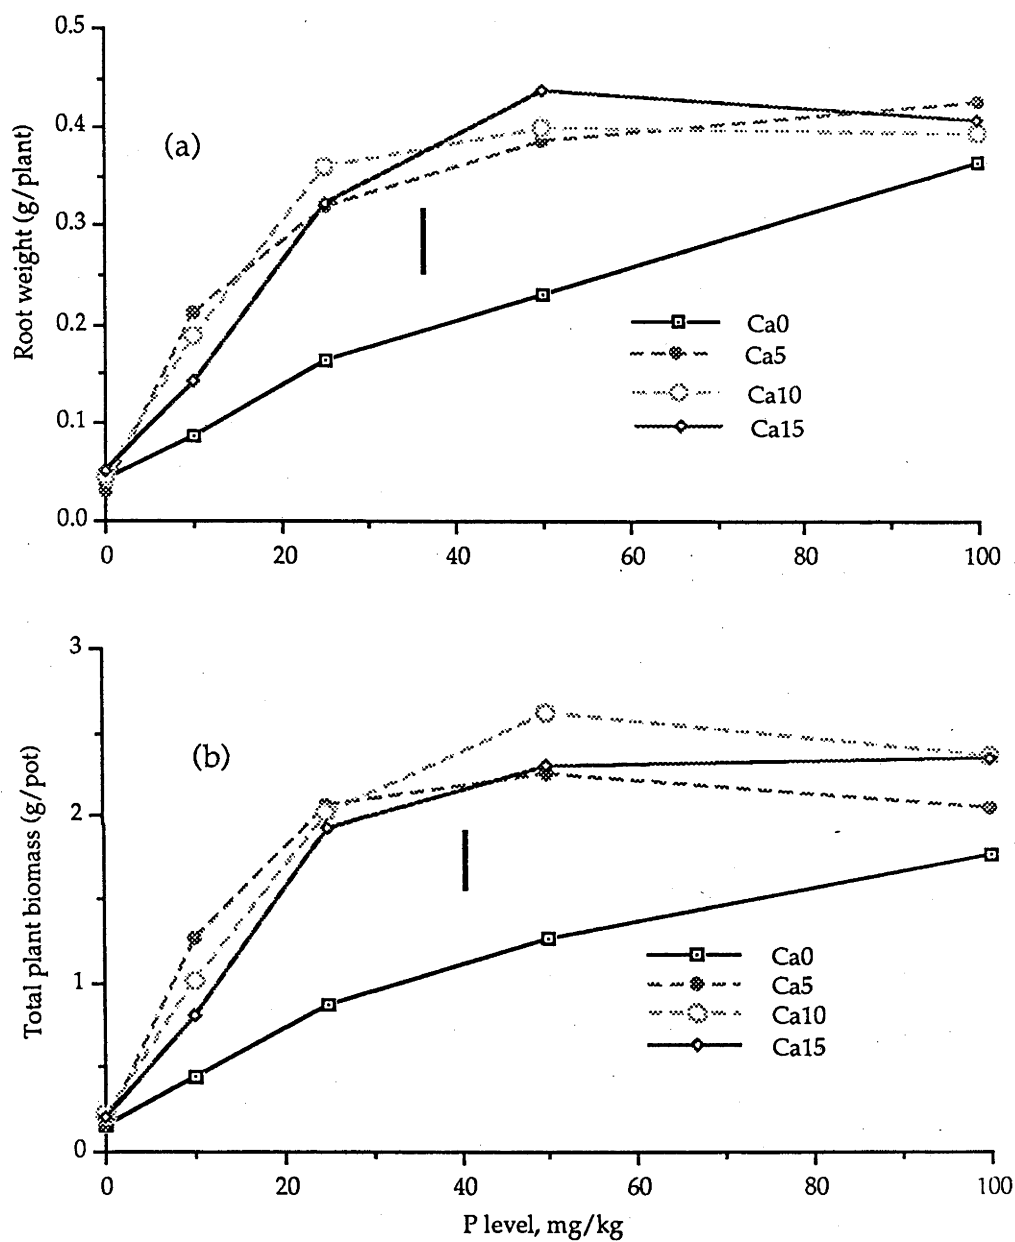 0.5
0.4
0.3
0.2
0.1
0.0
Root weight (g/plant)
(a)
Ca0
Ca5
Ca10
Ca15
0 20 40 60 80 100
3
2
1
0
Total plant biomass (g/pot)
(b)
Ca0
Ca5
Ca10
Ca15
0 20 40 60 80 100
P level, mg/kg